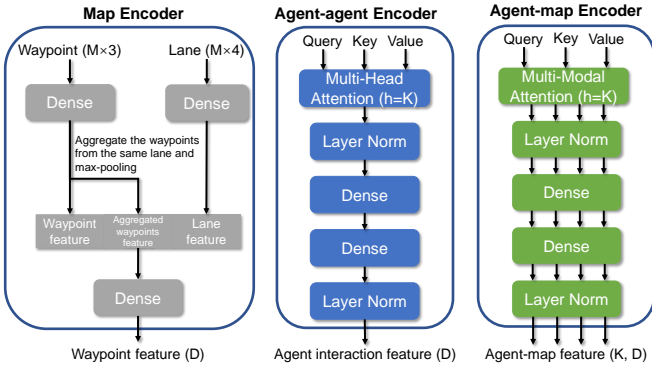 Map Encoder
Waypoint (M×3)
Lane (M×4)
Dense
Dense
Aggregate the waypoints
from the same lane and
max-pooling
Waypoint
feature
Aggregated
waypoints feature
Lane
feature
Dense
Waypoint feature (D)
Agent-agent Encoder
Query Key Value
Multi-Head
Attention (h=K)
Layer Norm
Dense
Dense
Layer Norm
Agent interaction feature (D)
Agent-map Encoder
Query Key Value
Multi-Modal
Attention (h=K)
Layer Norm
Dense
Dense
Layer Norm
Agent-map feature (K, D)